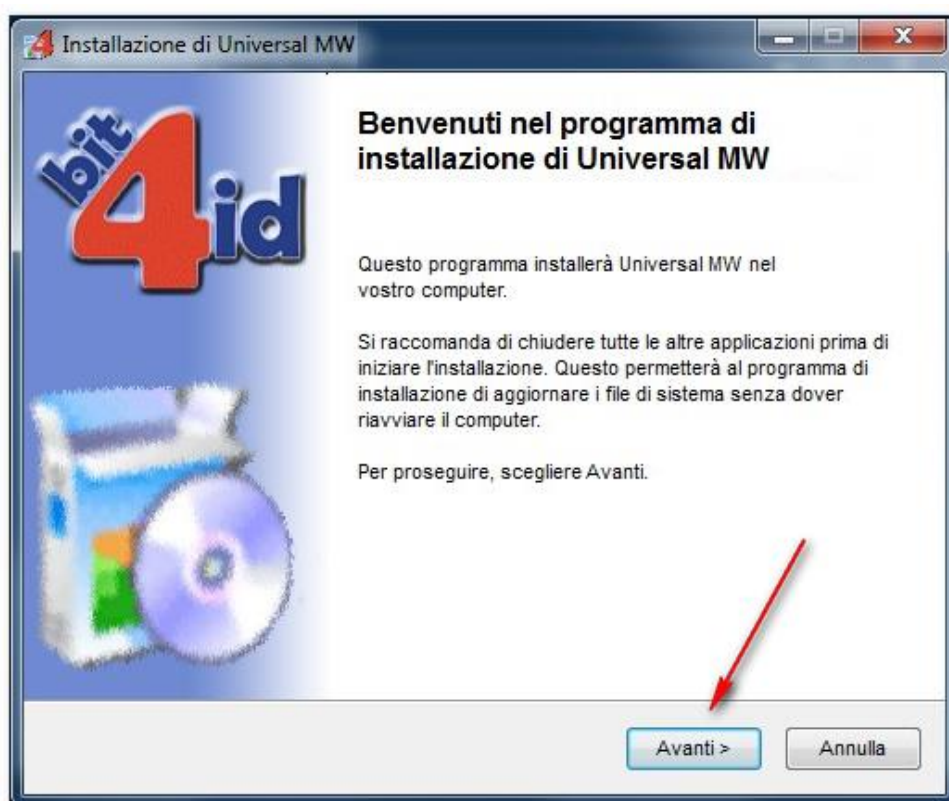 Installazione di Universal MW
bit
4
id
Benvenuti nel programma di
installazione di Universal MW
Questo programma installerà Universal MW nel
vostro computer.
Si raccomanda di chiudere tutte le altre applicazioni prima di
iniziare l'installazione. Questo permetterà al programma di
installazione di aggiornare i file di sistema senza dover
riavviare il computer.
Per proseguire, scegliere Avanti.
Avanti >
Annulla